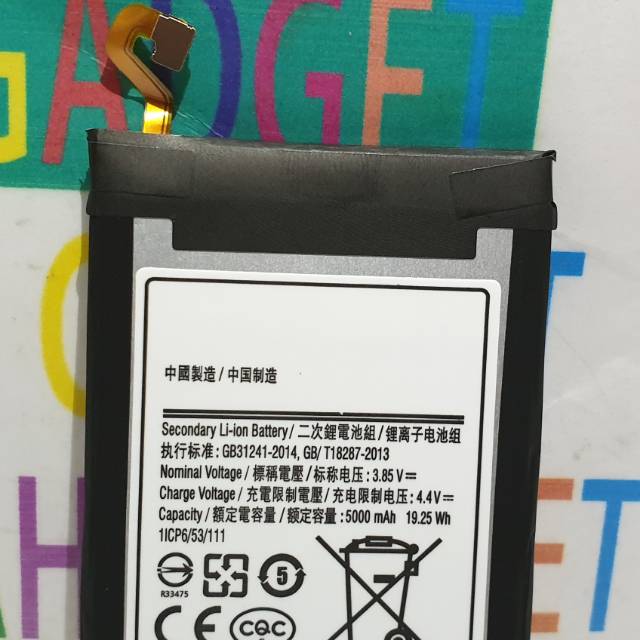 GADGET
中國製造 / 中国制造
Secondary Li-ion Battery / 二次鋰電池組 / 锂离子电池组
执行标准: GB31241-2014, GB/T18287-2013
Nominal Voltage / 標稱電壓 / 标称电压: 3.85V⎓
Charge Voltage / 充電限制電壓 / 充电限制电压: 4.4V⎓
Capacity / 額定電容量 / 额定容量: 5000 mAh 19.25 Wh
1ICP6/53/111
5
R33475
CE CQC